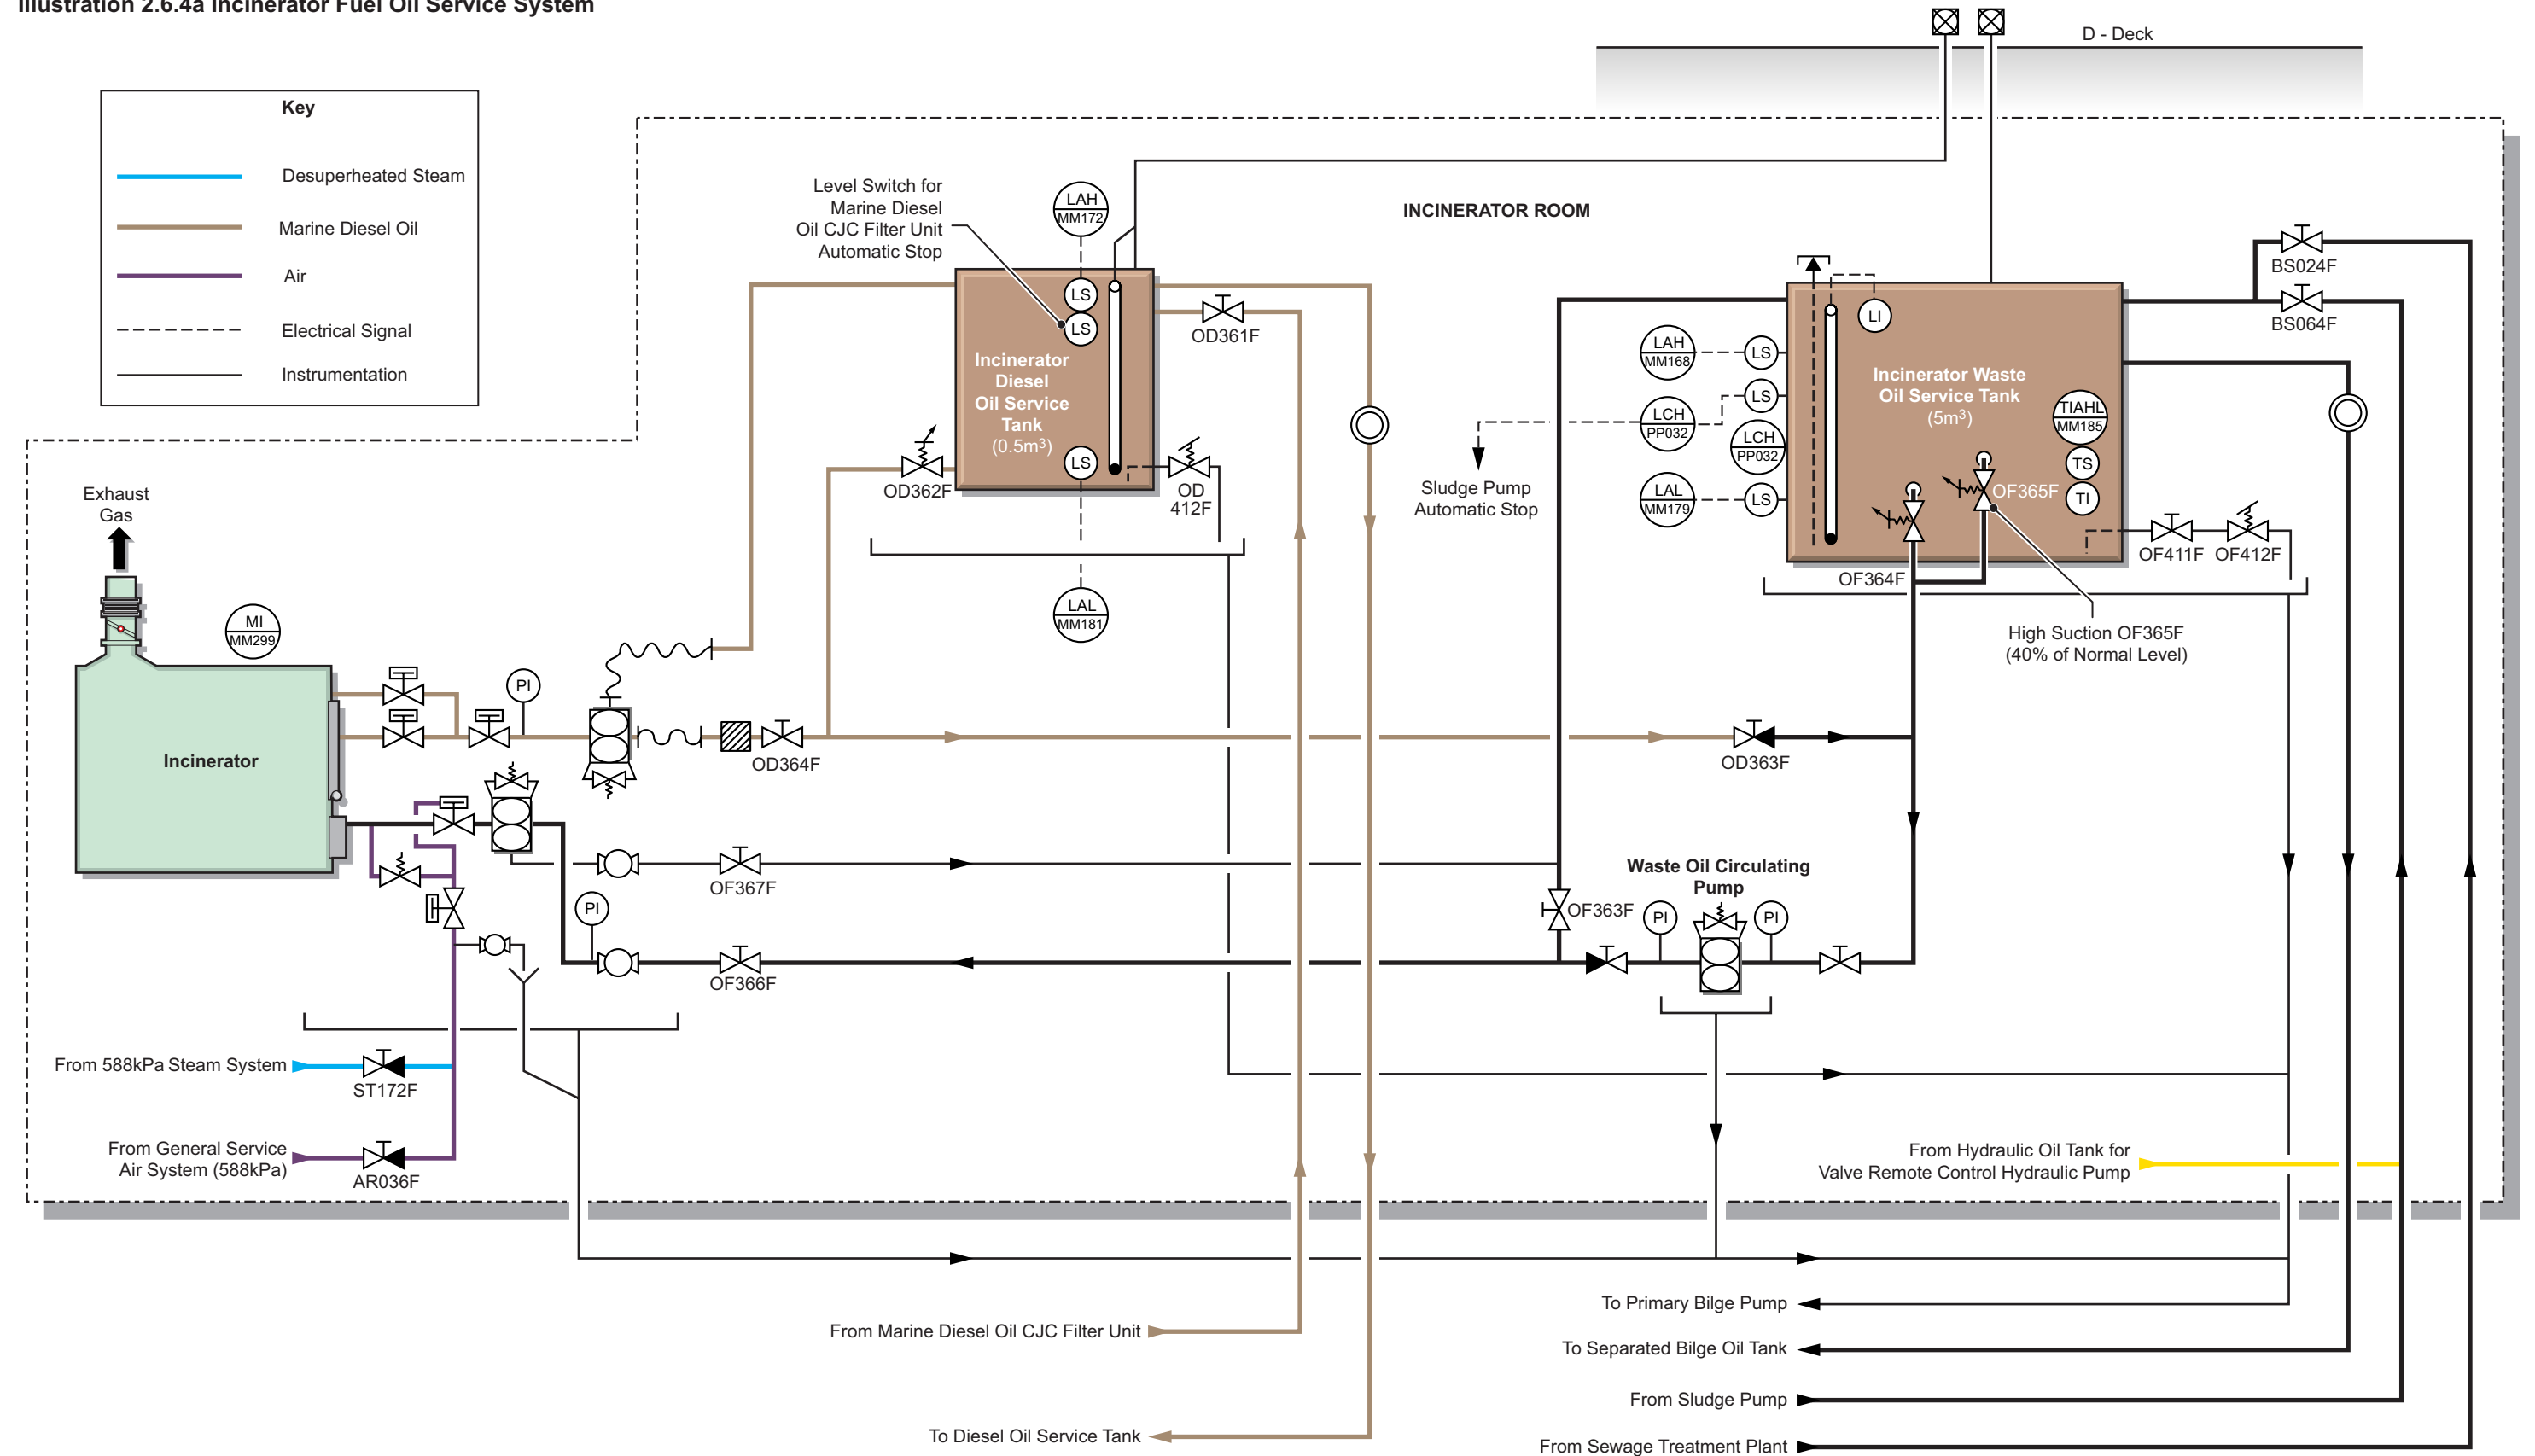 Illustration 2.6.4a Incinerator Fuel Oil Service System
D - Deck
Key
Desuperheated Steam
Marine Diesel Oil
Air
Electrical Signal
Instrumentation
Level Switch for
Marine Diesel
Oil CJC Filter Unit
Automatic Stop
LAH
MM172
INCINERATOR ROOM
LS
LS
OD361F
Incinerator
Diesel
Oil Service
Tank
(0.5m³)
LS
OD362F
OD
412F
LAL
MM181
BS024F
BS064F
LI
LAH
MM168
LS
LCH
PP032
LS
LCH
PP032
LAL
MM179
LS
Sludge Pump
Automatic Stop
Incinerator Waste
Oil Service Tank
(5m³)
TIAHL
MM185
TS
TI
OF365F
OF364F
OF411F
OF412F
High Suction OF365F
(40% of Normal Level)
Exhaust
Gas
MI
MM299
PI
Incinerator
OD364F
OD363F
OF367F
PI
OF366F
Waste Oil Circulating
Pump
OF363F
PI
PI
From 588kPa Steam System
ST172F
From General Service
Air System (588kPa)
AR036F
From Hydraulic Oil Tank for
Valve Remote Control Hydraulic Pump
To Primary Bilge Pump
From Marine Diesel Oil CJC Filter Unit
To Separated Bilge Oil Tank
From Sludge Pump
To Diesel Oil Service Tank
From Sewage Treatment Plant